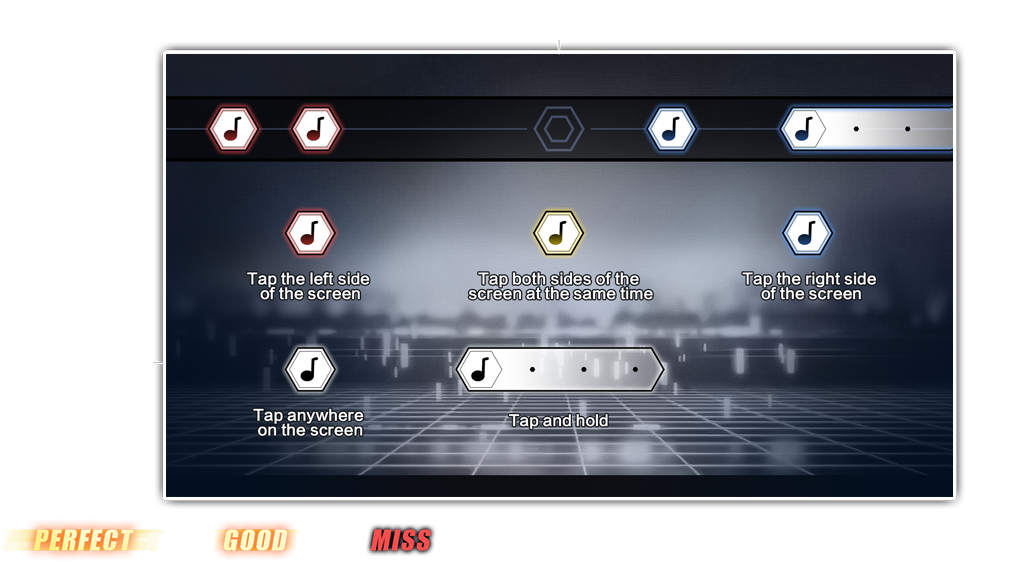 Tap the left side
of the screen
Tap both sides of the
screen at the same time
Tap the right side
of the screen
Tap anywhere
on the screen
Tap and hold
PERFECT
GOOD
MISS